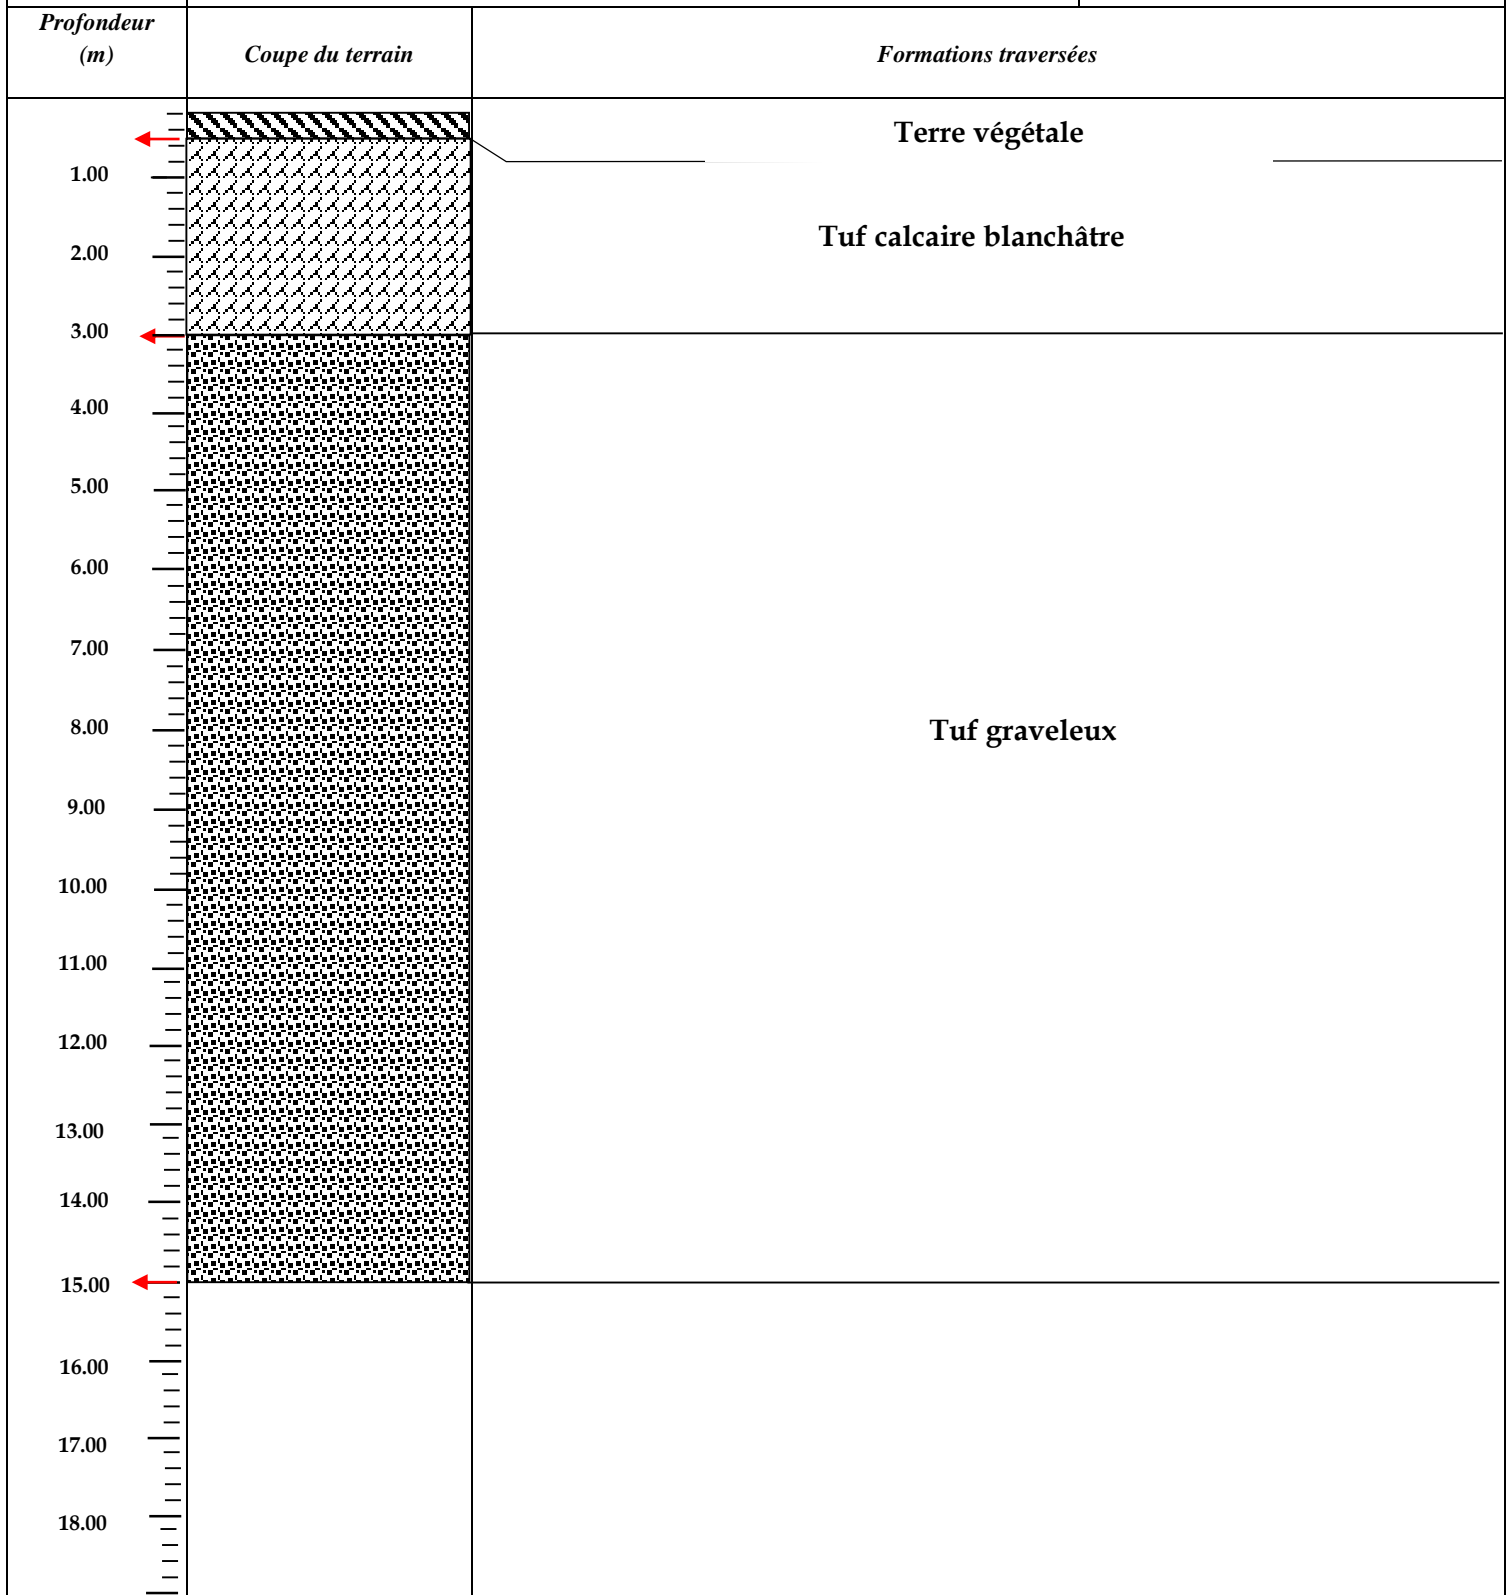 Profondeur
(m)
Coupe du terrain
Formations traversées
Terre végétale
1.00
Tuf calcaire blanchâtre
2.00
3.00
4.00
5.00
6.00
7.00
8.00
Tuf graveleux
9.00
10.00
11.00
12.00
13.00
14.00
15.00
16.00
17.00
18.00